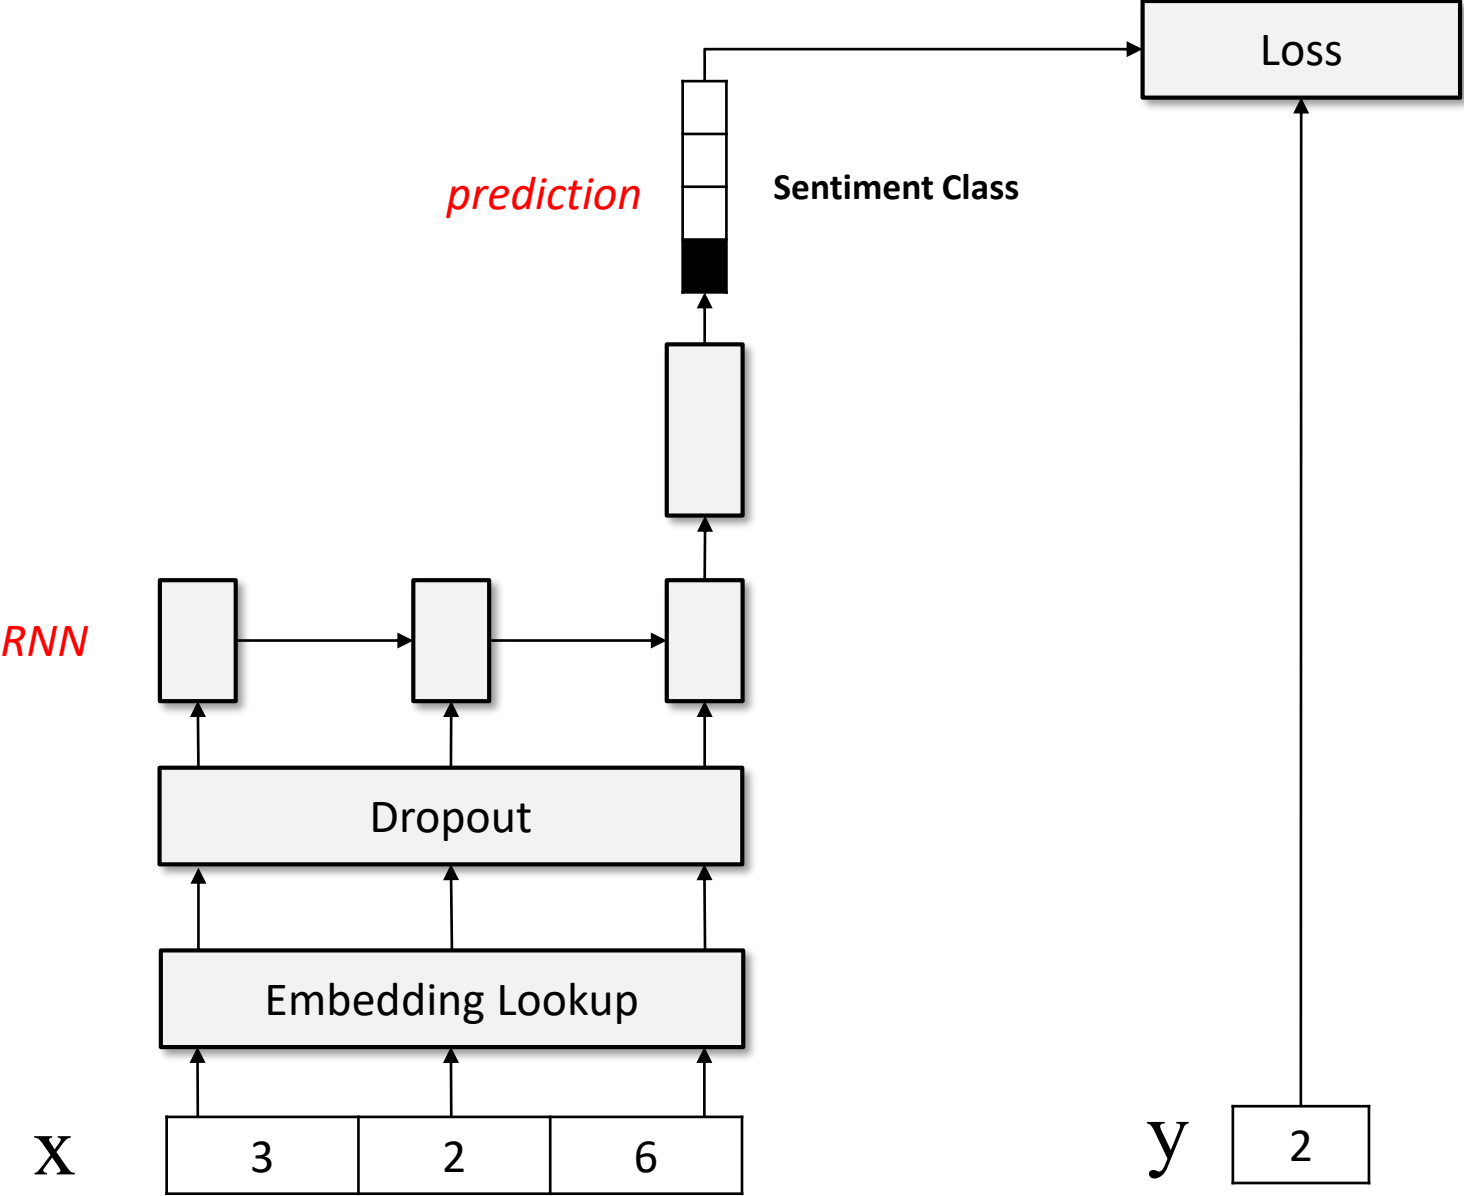 Loss
prediction
Sentiment Class
RNN
Dropout
Embedding Lookup
x 3 2 6
y 2